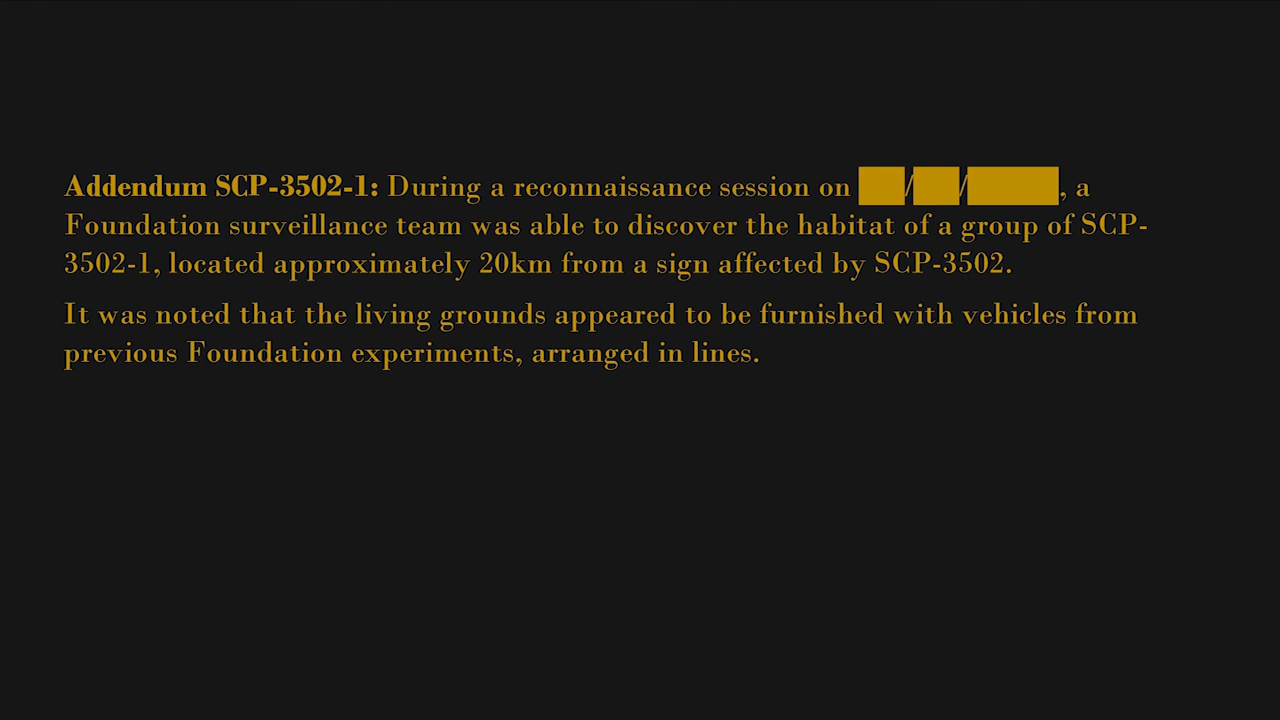 Addendum SCP-3502-1: During a reconnaissance session on ██/██/████, a
Foundation surveillance team was able to discover the habitat of a group of SCP-
3502-1, located approximately 20km from a sign affected by SCP-3502.
It was noted that the living grounds appeared to be furnished with vehicles from
previous Foundation experiments, arranged in lines.